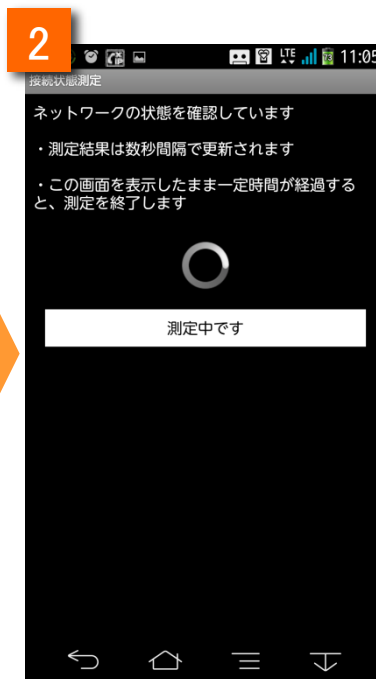 2
LTE 11:05
接続状態測定
ネットワークの状態を確認しています
・測定結果は数秒間隔で更新されます
・この画面を表示したまま一定時間が経過する
と、測定を終了します
測定中です